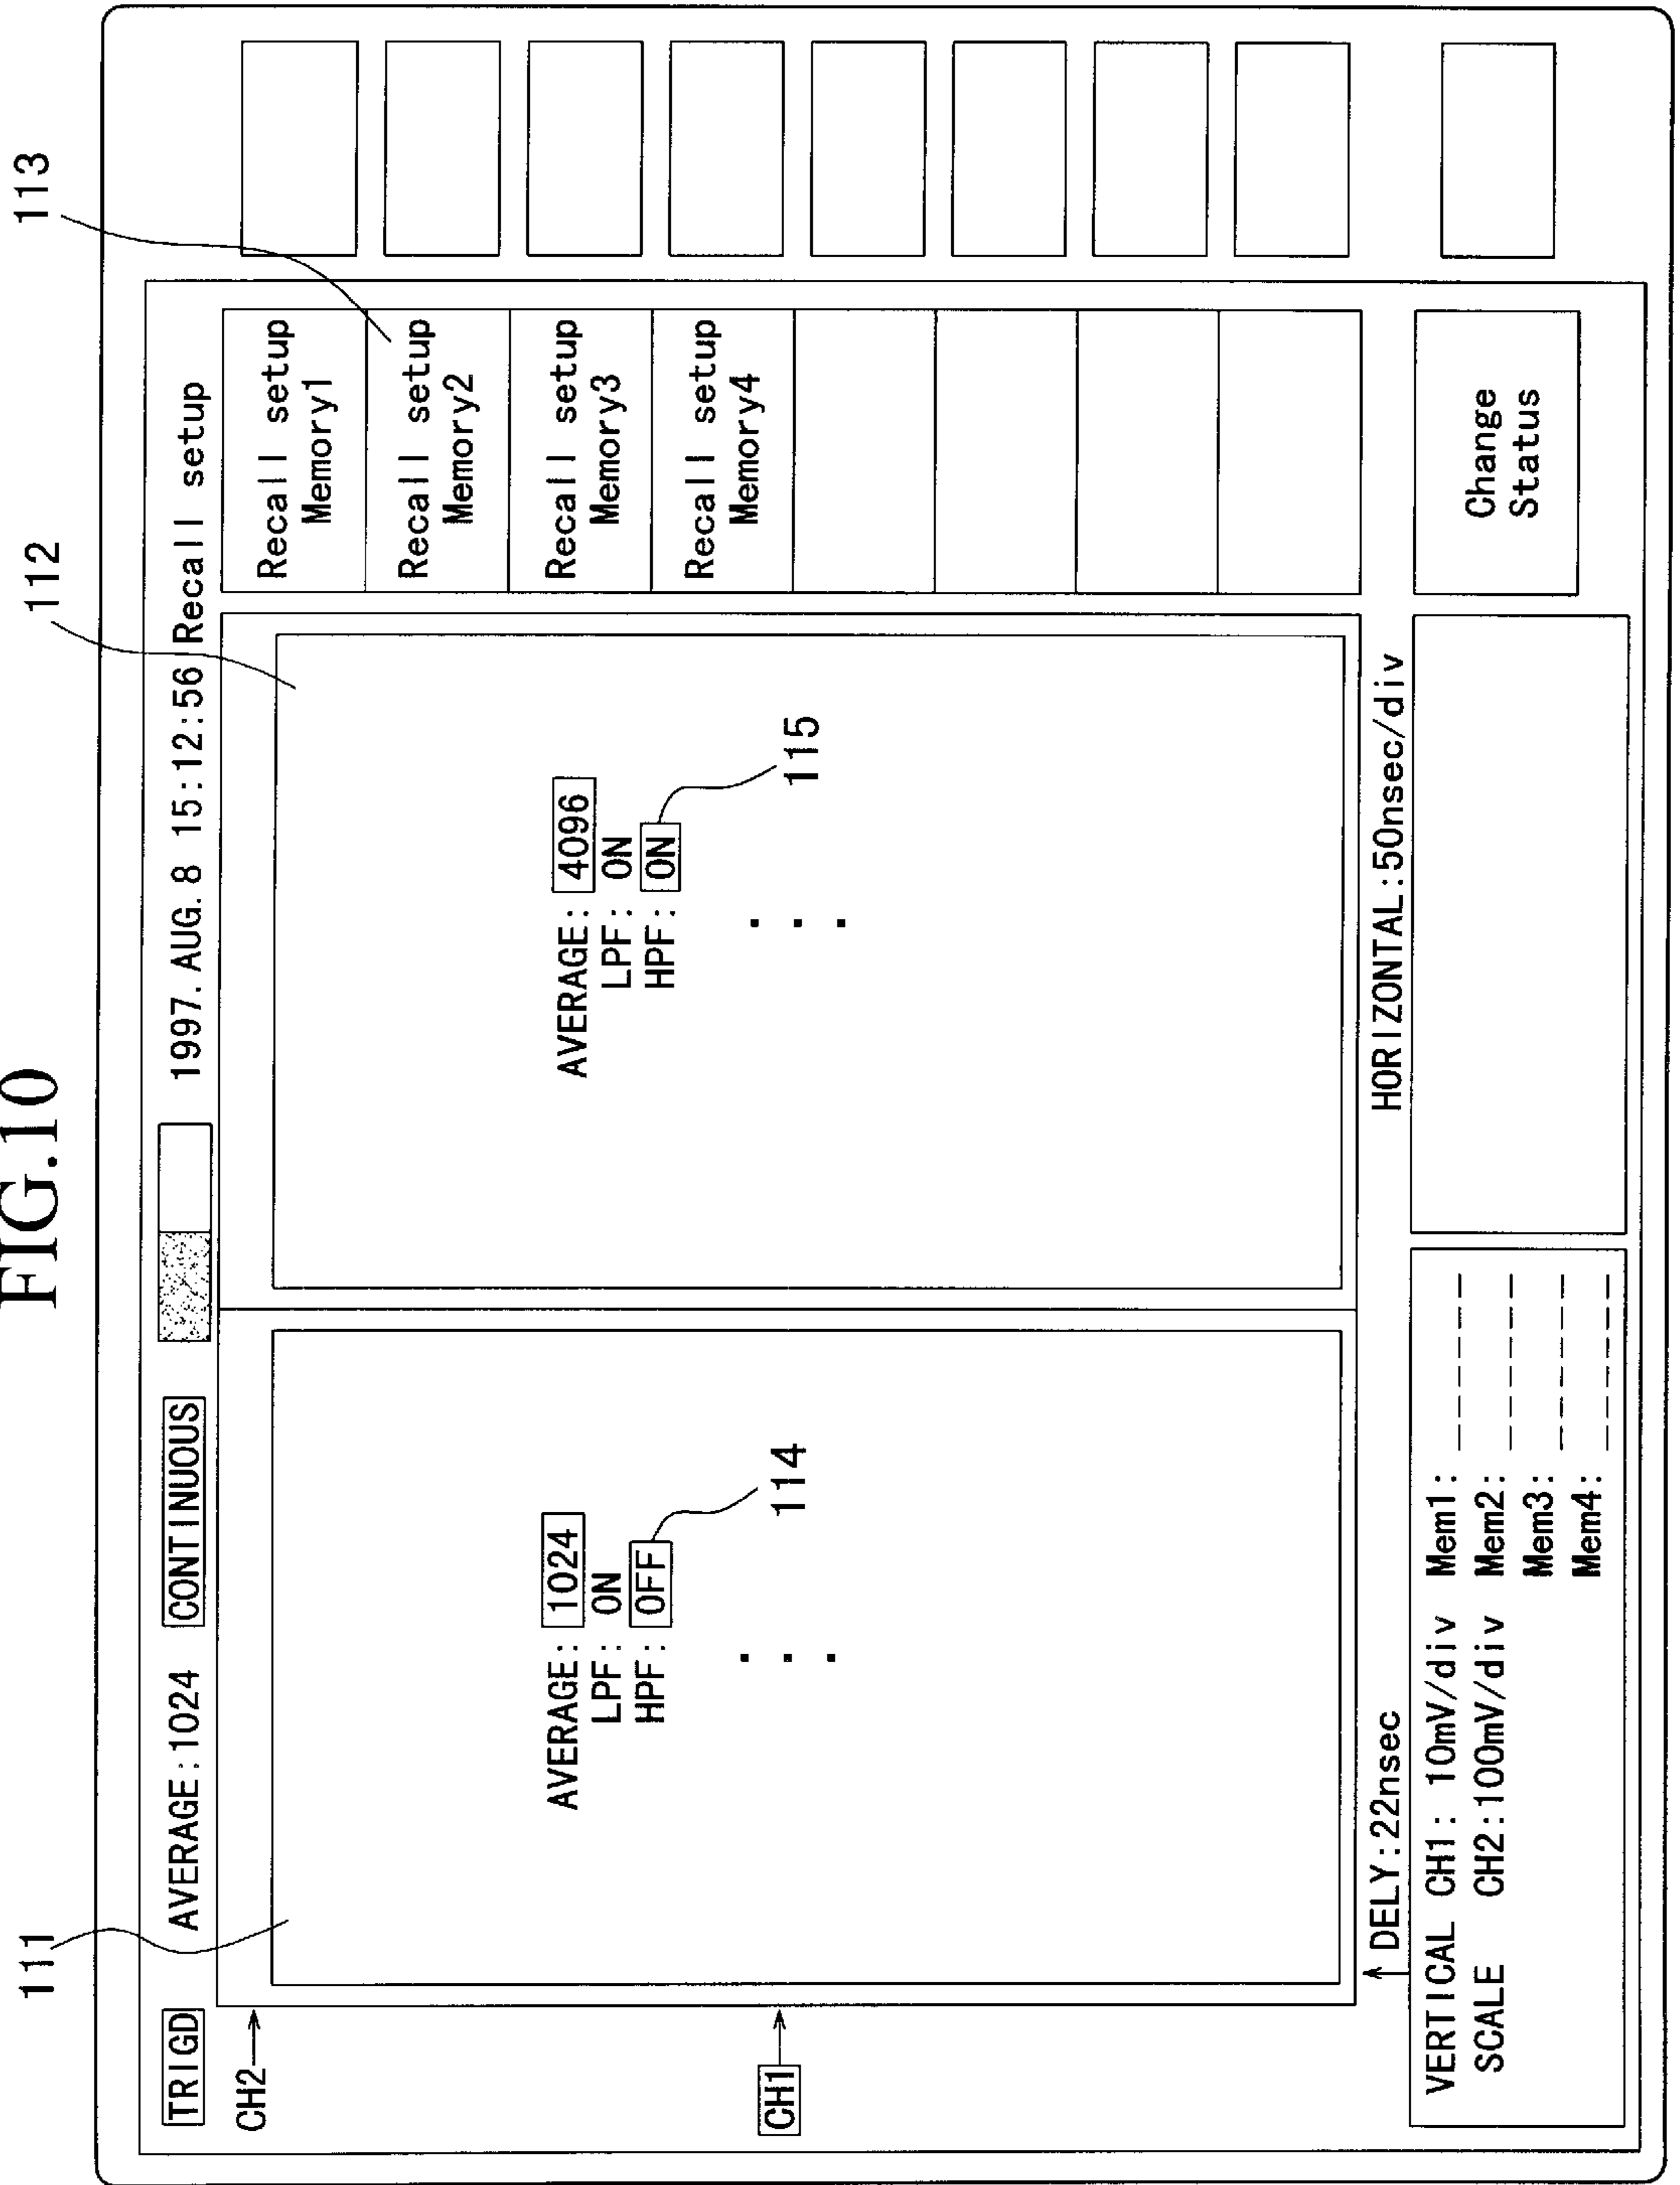 FIG.10
111
112
113
TRIGD AVERAGE:1024 CONTINUOUS 1997.AUG.8 15:12:56 Recall setup
CH2
CH1
AVERAGE:1024
LPF:ON
HPF:OFF
...
114
AVERAGE:4096
LPF:ON
HPF:ON
...
115
Recall setup
Memory1
Recall setup
Memory2
Recall setup
Memory3
Recall setup
Memory4
DELY:22nsec
HORIZONTAL:50nsec/div
VERTICAL CH1: 10mV/div Mem1:------
SCALE CH2:100mV/div Mem2:------
Mem3:------
Mem4:------
Change
Status